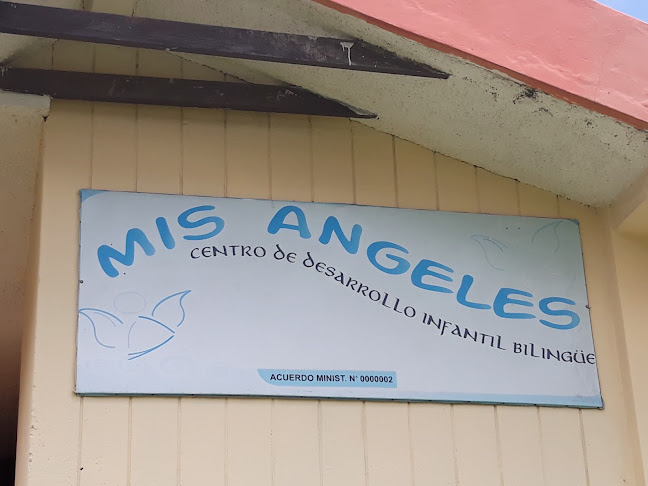 MIS ANGELES
CENTRO DE DESARROLLO INFANTIL BILINGÜE
ACUERDO MINIST. N° 0000002